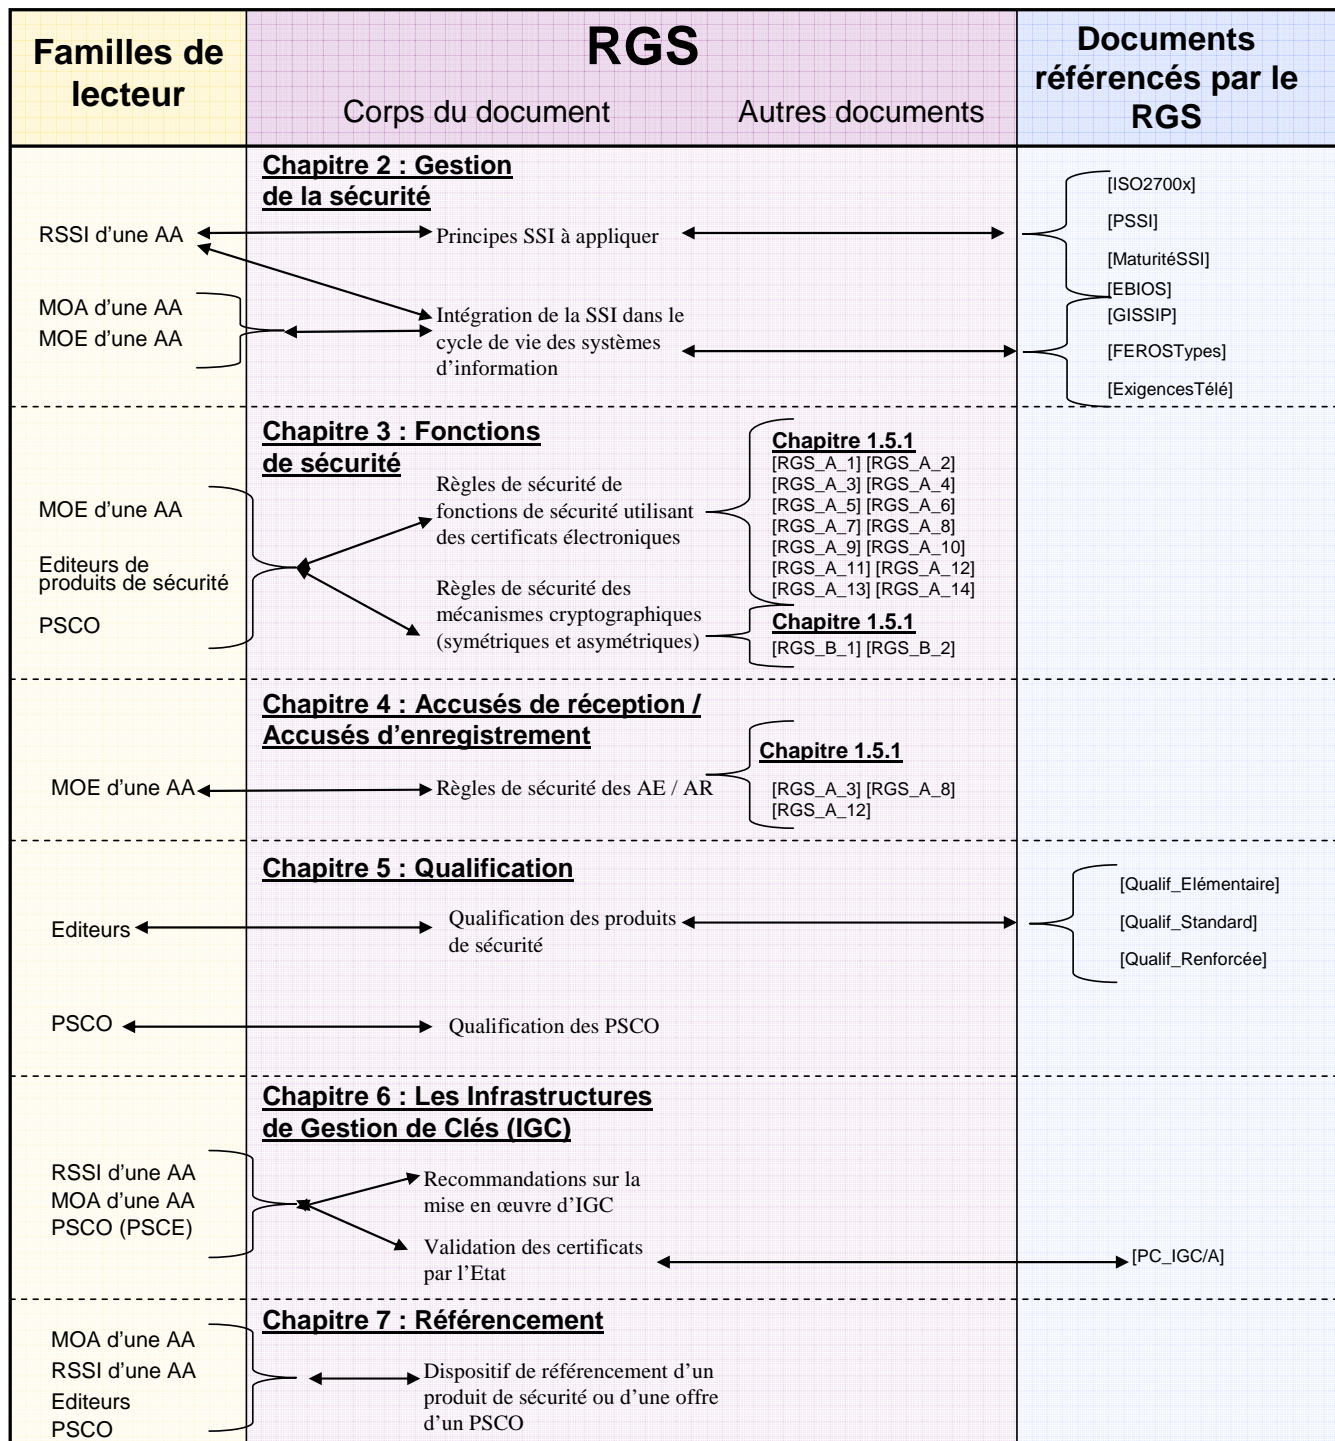 Familles de
lecteur
RGS
Corps du document
Autres documents
Documents
référencés par le
RGS
Chapitre 2 : Gestion
de la sécurité
RSSI d'une AA
Principes SSI à appliquer
[ISO2700x]
[PSSI]
[MaturitéSSI]
[EBIOS]
MOA d'une AA
MOE d'une AA
Intégration de la SSI dans le
cycle de vie des systèmes
d'information
[GISSIP]
[FEROSTypes]
[ExigencesTélé]
Chapitre 3 : Fonctions
de sécurité
MOE d'une AA
Editeurs de
produits de sécurité
PSCO
Règles de sécurité de
fonctions de sécurité utilisant
des certificats électroniques
Chapitre 1.5.1
[RGS_A_1] [RGS_A_2]
[RGS_A_3] [RGS_A_4]
[RGS_A_5] [RGS_A_6]
[RGS_A_7] [RGS_A_8]
[RGS_A_9] [RGS_A_10]
[RGS_A_11] [RGS_A_12]
[RGS_A_13] [RGS_A_14]
Règles de sécurité des
mécanismes cryptographiques
(symétriques et asymétriques)
Chapitre 1.5.1
[RGS_B_1] [RGS_B_2]
Chapitre 4 : Accusés de réception /
Accusés d'enregistrement
MOE d'une AA
Règles de sécurité des AE / AR
Chapitre 1.5.1
[RGS_A_3] [RGS_A_8]
[RGS_A_12]
Chapitre 5 : Qualification
Editeurs
Qualification des produits
de sécurité
[Qualif_Elémentaire]
[Qualif_Standard]
[Qualif_Renforcée]
PSCO
Qualification des PSCO
Chapitre 6 : Les Infrastructures
de Gestion de Clés (IGC)
RSSI d'une AA
MOA d'une AA
PSCO (PSCE)
Recommandations sur la
mise en œuvre d'IGC
Validation des certificats
par l'Etat
[PC_IGC/A]
Chapitre 7 : Référencement
MOA d'une AA
RSSI d'une AA
Editeurs
PSCO
Dispositif de référencement d'un
produit de sécurité ou d'une offre
d'un PSCO